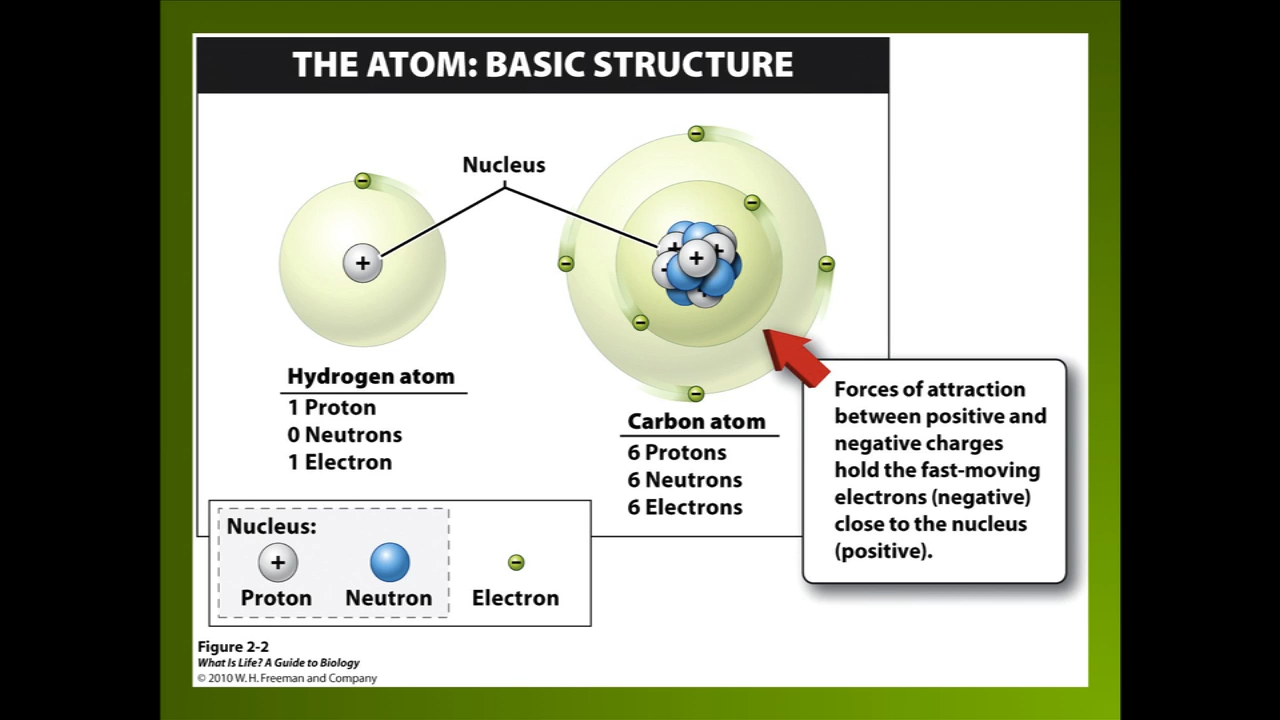 THE ATOM: BASIC STRUCTURE
Nucleus
Hydrogen atom
1 Proton
0 Neutrons
1 Electron
Carbon atom
6 Protons
6 Neutrons
6 Electrons
Forces of attraction
between positive and
negative charges
hold the fast-moving
electrons (negative)
close to the nucleus
(positive).
Nucleus:
Proton
Neutron
Electron
Figure 2-2
What Is Life? A Guide to Biology
© 2010 W. H. Freeman and Company